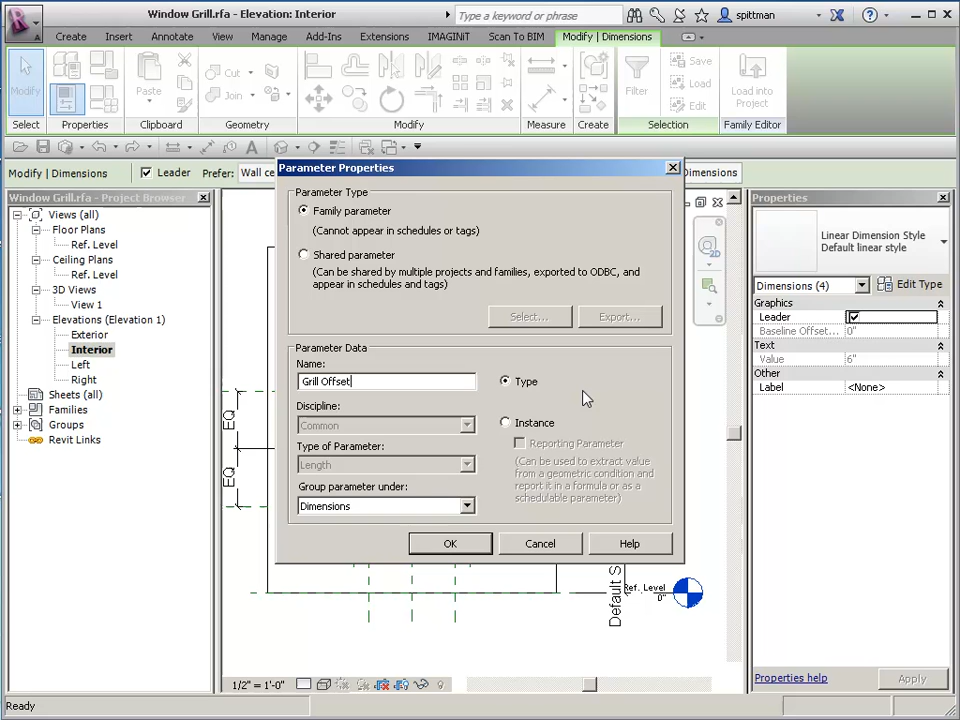 Window Grill.rfa - Elevation: Interior
Type a keyword or phrase
spittman
Create
Insert
Annotate
View
Manage
Add-Ins
Extensions
IMAGINiT
Scan To BIM
Modify | Dimensions
Modify
Paste
Cut
Join
Filter
Save
Load
Edit
Load into
Project
Select
Properties
Clipboard
Geometry
Modify
Measure
Create
Selection
Family Editor
Modify | Dimensions
Leader
Prefer:
Wall ce
Dimensions
Window Grill.rfa - Project Browser
Views (all)
Floor Plans
Ref. Level
Ceiling Plans
Ref. Level
3D Views
View 1
Elevations (Elevation 1)
Exterior
Interior
Left
Right
Sheets (all)
Families
Groups
Revit Links
EQ
EQ
Parameter Properties
Parameter Type
Family parameter
(Cannot appear in schedules or tags)
Shared parameter
(Can be shared by multiple projects and families, exported to ODBC, and
appear in schedules and tags)
Select...
Export...
Parameter Data
Name:
Grill Offset
Type
Discipline:
Common
Instance
Type of Parameter:
Reporting Parameter
Length
(Can be used to extract value
from a geometric condition and
report it in a formula or as a
schedulable parameter)
Group parameter under:
Dimensions
OK
Cancel
Help
Default S
Ref. Level
0"
Properties
Linear Dimension Style
Default linear style
Dimensions (4)
Edit Type
Graphics
Leader
Baseline Offset...
0"
Text
Value
6"
Other
Label
<None>
Properties help
Apply
1/2" = 1'-0"
Ready